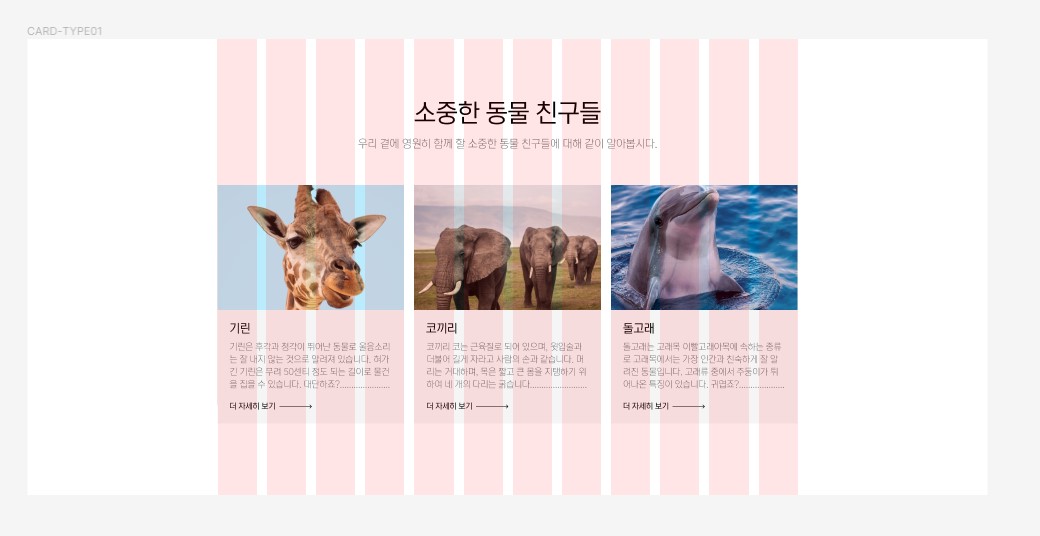 CARD-TYPE01
소중한 동물 친구들
우리 곁에 영원히 함께 할 소중한 동물 친구들에 대해 같이 알아봅시다.
기린
기린은 후각과 청각이 뛰어난 동물로 울음소리
는 잘 내지 않는 것으로 알려져 있습니다. 혀가
긴 기린은 무려 50센티 정도 되는 길이로 물건
을 집을 수 있습니다. 대단하죠?......................
더 자세히 보기
코끼리
코끼리 코는 근육질로 되어 있으며, 윗입술과
더불어 길게 자라고 사람의 손과 같습니다. 머
리는 거대하며, 목은 짧고 큰 몸을 지탱하기 위
하여 네 개의 다리는 굵습니다.........................
더 자세히 보기
돌고래
돌고래는 고래목 이빨고래아목에 속하는 종류
로 고래목에서는 가장 인간과 친숙하게 잘 알
려진 동물입니다. 고래류 중에서 주둥이가 튀
어나온 특징이 있습니다. 귀엽죠?....................
더 자세히 보기